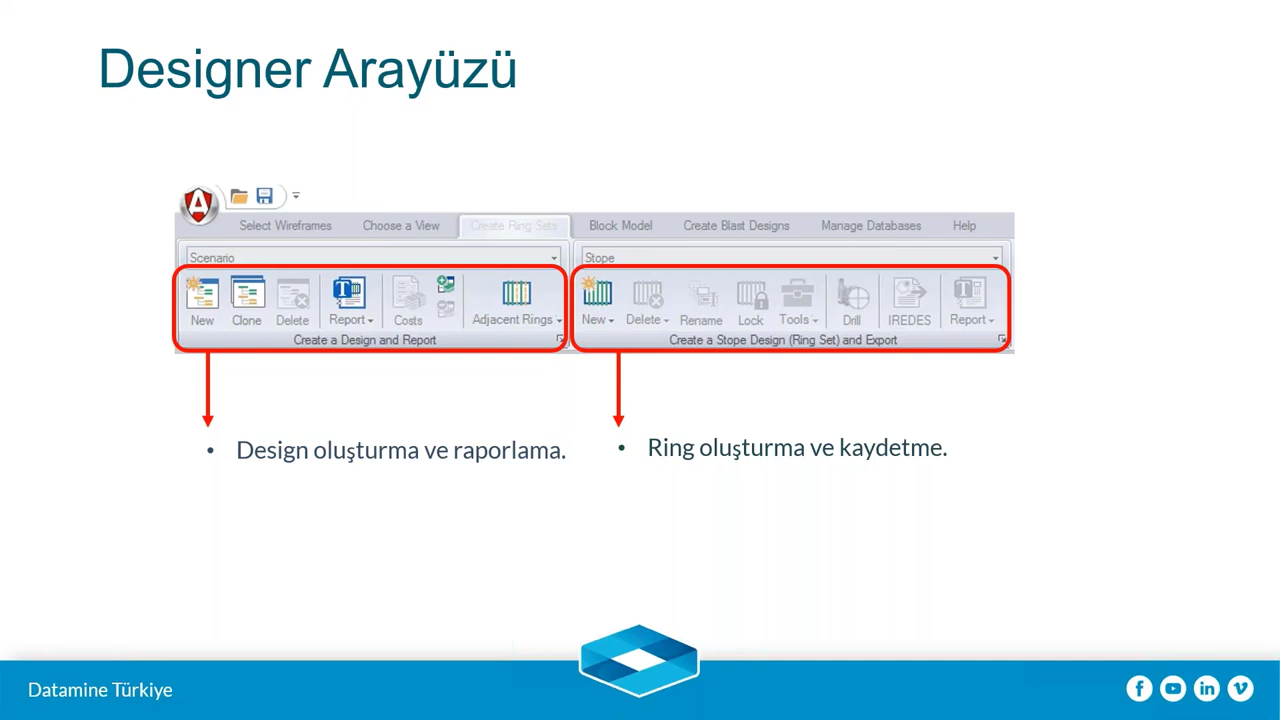 Designer Arayüzü
A
Select Wireframes Choose a View Create Ring Sets Block Model Create Blast Designs Manage Databases Help
Scenario Stope
New Clone Delete Report Costs Adjacent Rings New Delete Rename Lock Tools Drill IREDES Report
Create a Design and Report Create a Stope Design (Ring Set) and Export
• Design oluşturma ve raporlama. • Ring oluşturma ve kaydetme.
Datamine Türkiye